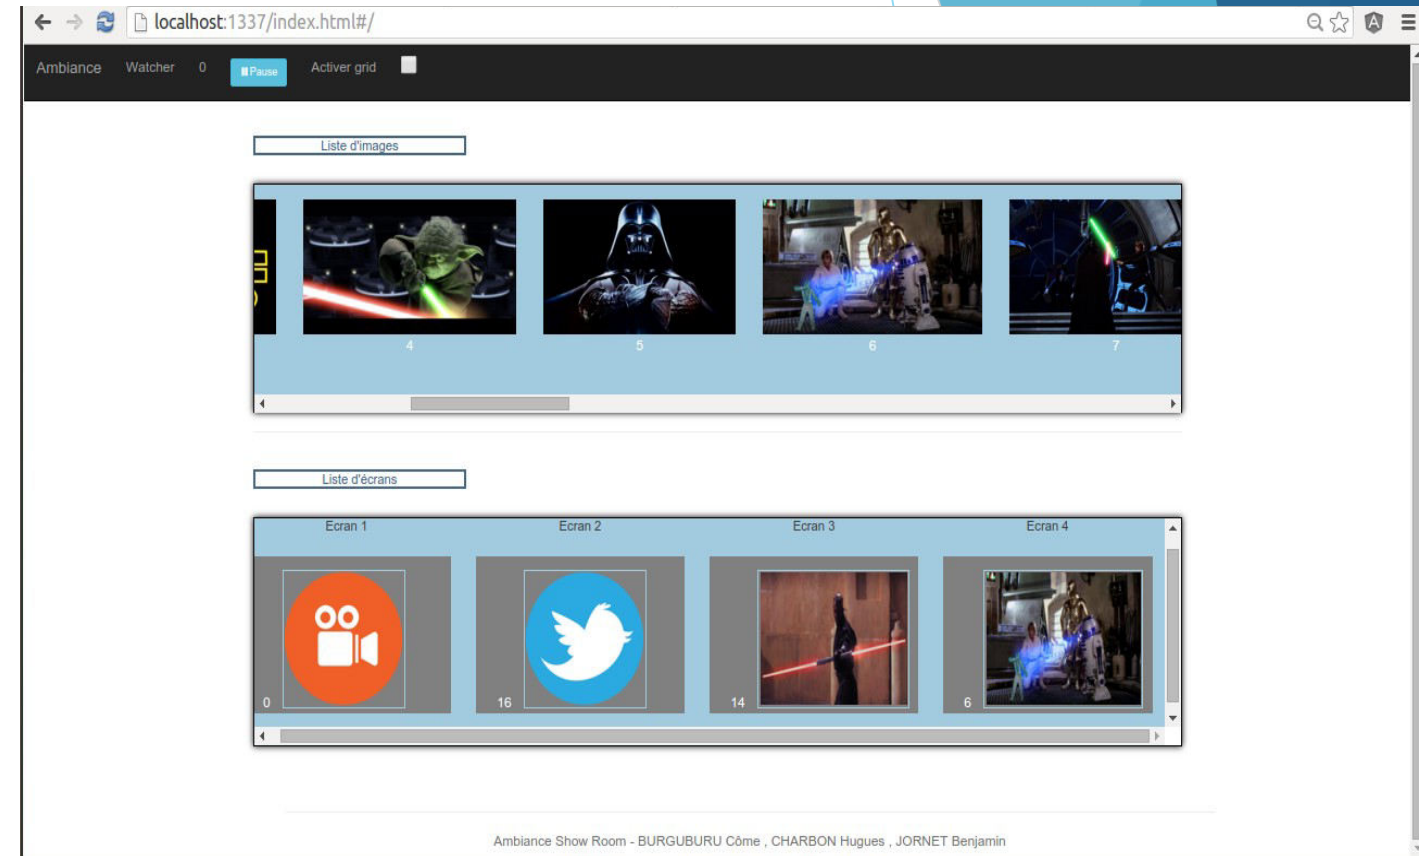 localhost:1337/index.html#/
Ambiance Watcher 0 Pause Activer grid
Liste d'images
4 5 6 7
Liste d'écrans
Ecran 1 Ecran 2 Ecran 3 Ecran 4
0 16 14 6
Ambiance Show Room - BURGUBURU Côme , CHARBON Hugues , JORNET Benjamin